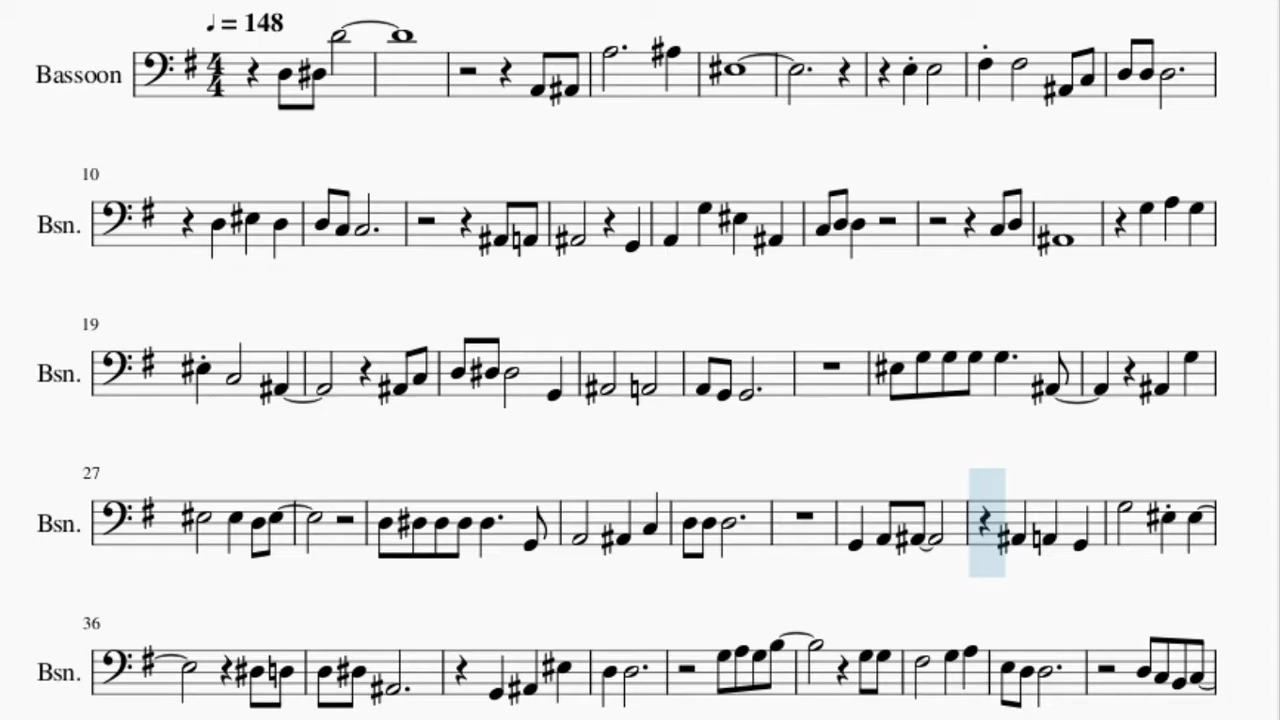 ♩ = 148
Bassoon 4/4
10
Bsn.
19
Bsn.
27
Bsn.
36
Bsn.